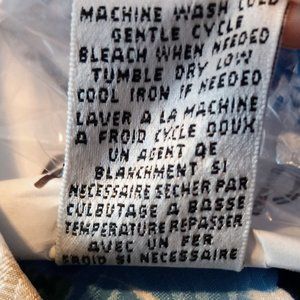 MACHINE WASH COLD
GENTLE CYCLE
BLEACH WHEN NEEDED
TUMBLE DRY LOW
COOL IRON IF NEEDED
LAVER A LA MACHINE
A FROID CYCLE DOUX
UN AGENT DE
BLANCHMENT SI
NECESSAIRE SECHER PAR
CULBUTAGE A BASSE
TEMPERATURE REPASSER
AVEC UN FER
FROID SI NECESSAIRE